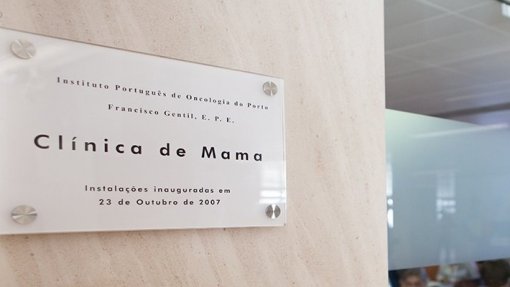 Instituto Português de Oncologia do Porto
Francisco Gentil, E. P. E.
Clínica de Mama
Instalações inauguradas em
23 de Outubro de 2007